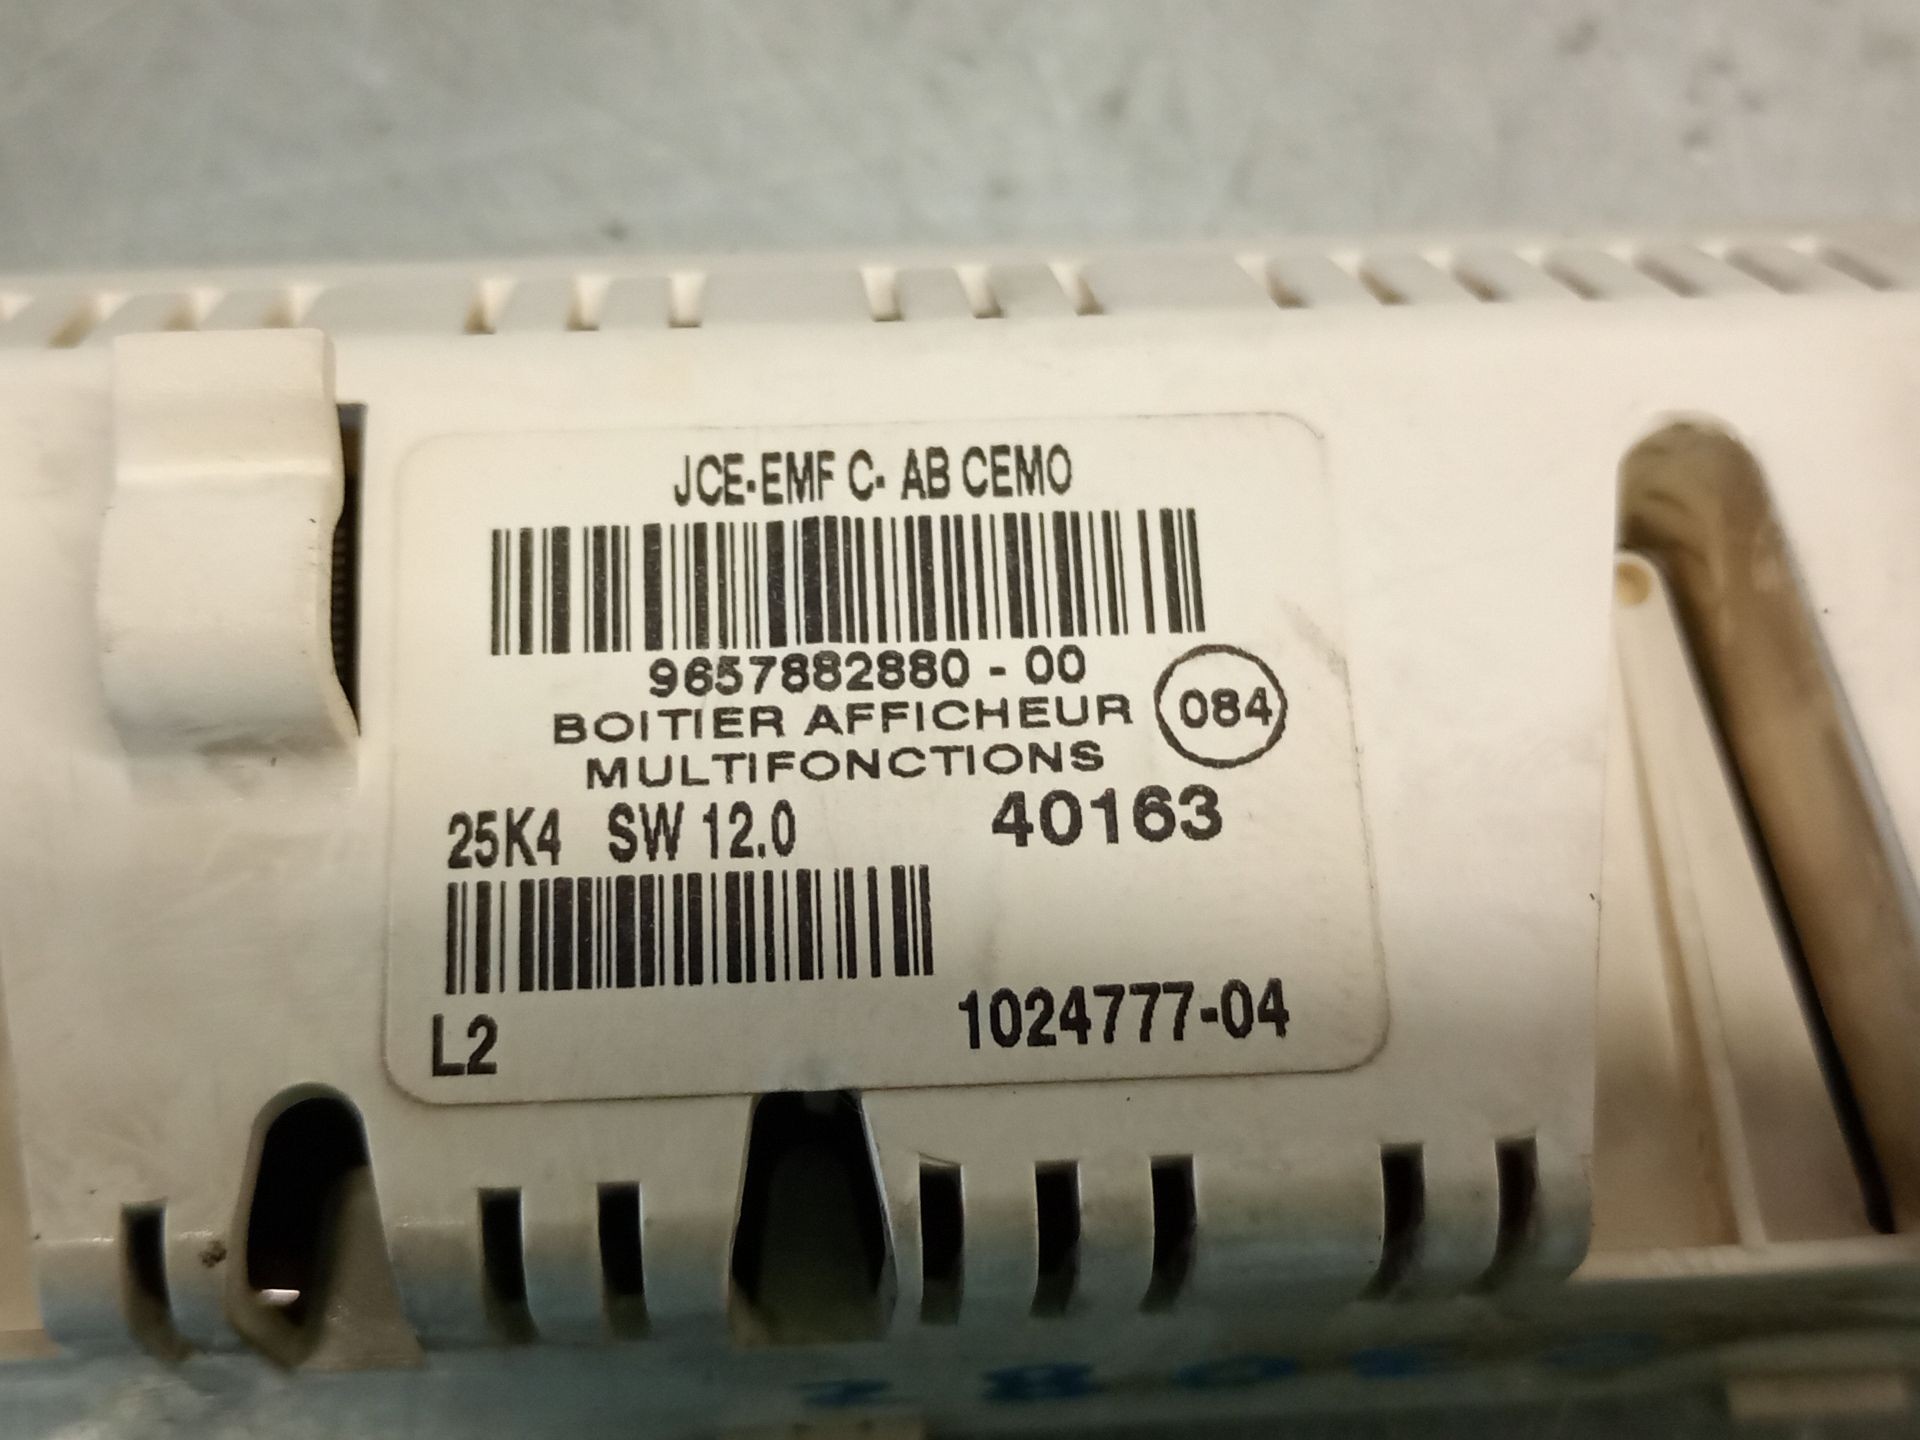 JCE-EMF C- AB CEMO
9657882880 - 00
BOITIER AFFICHEUR
084
MULTIFONCTIONS
25K4 SW 12.0 40163
L2 1024777-04